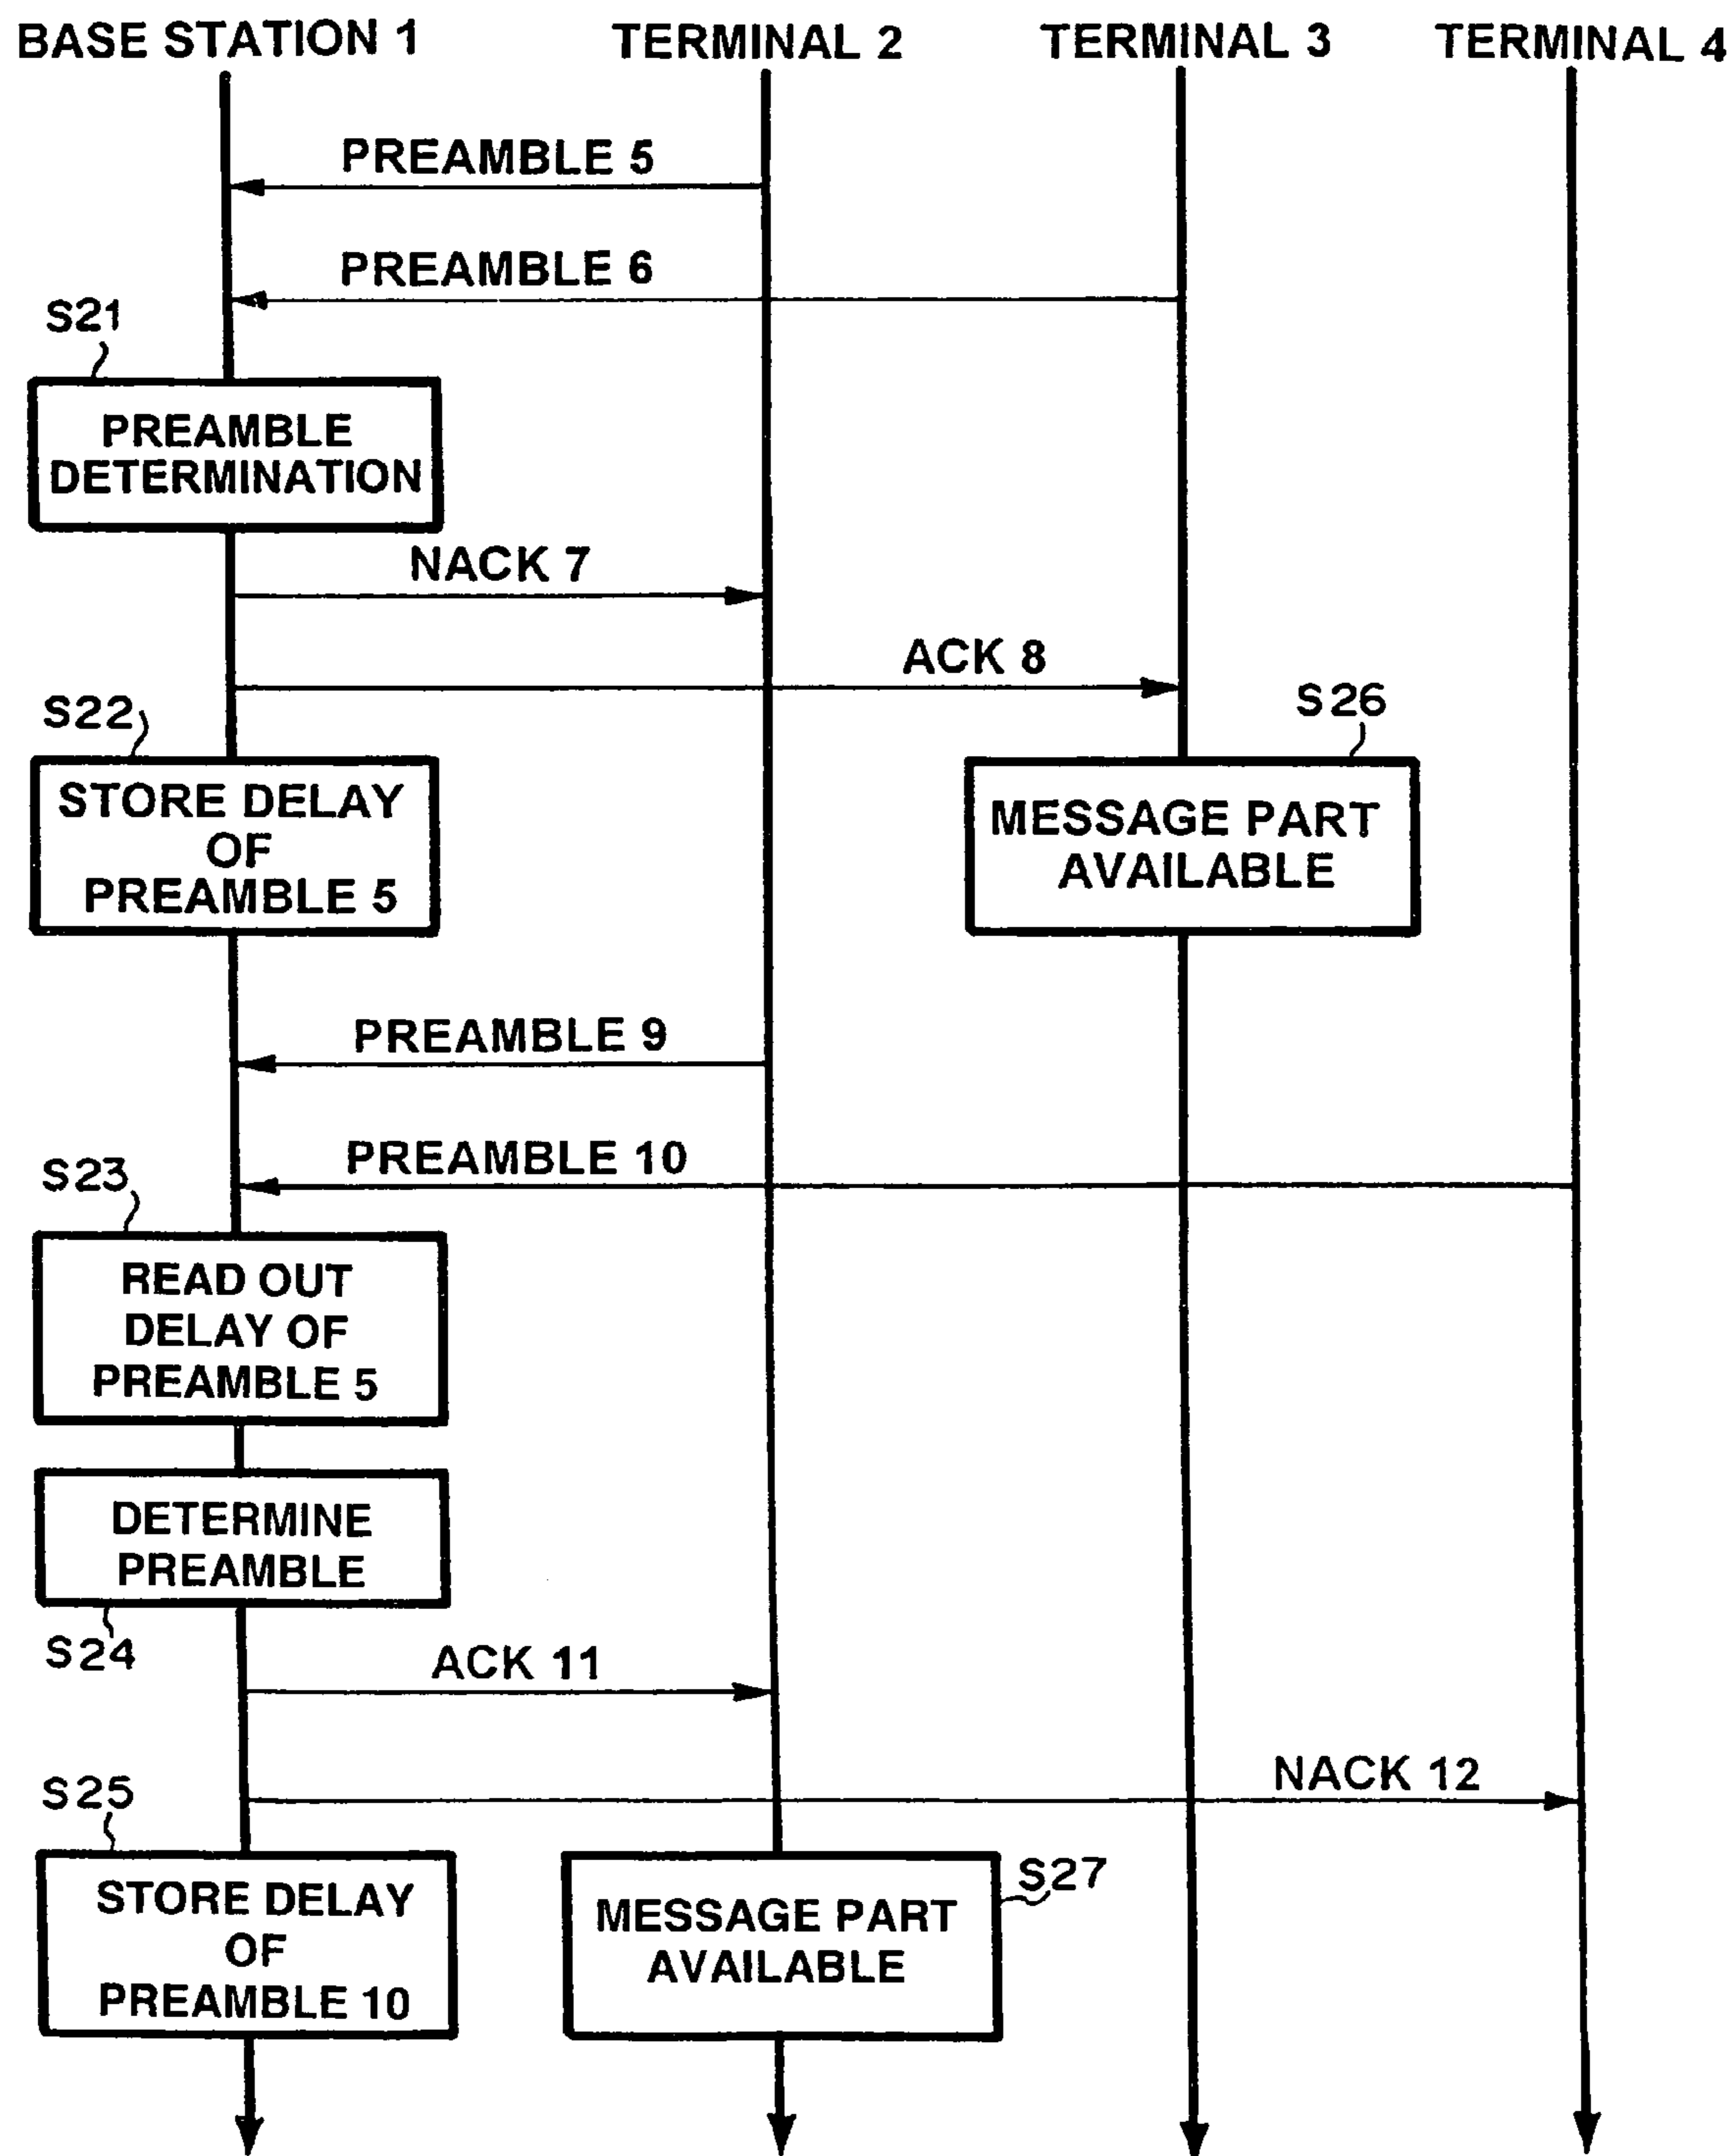 BASE STATION 1
TERMINAL 2
TERMINAL 3
TERMINAL 4
PREAMBLE 5
PREAMBLE 6
S21
PREAMBLE
DETERMINATION
NACK 7
ACK 8
S22
STORE DELAY
OF
PREAMBLE 5
S26
MESSAGE PART
AVAILABLE
PREAMBLE 9
PREAMBLE 10
S23
READ OUT
DELAY OF
PREAMBLE 5
DETERMINE
PREAMBLE
S24
ACK 11
NACK 12
S25
STORE DELAY
OF
PREAMBLE 10
MESSAGE PART
AVAILABLE
S27